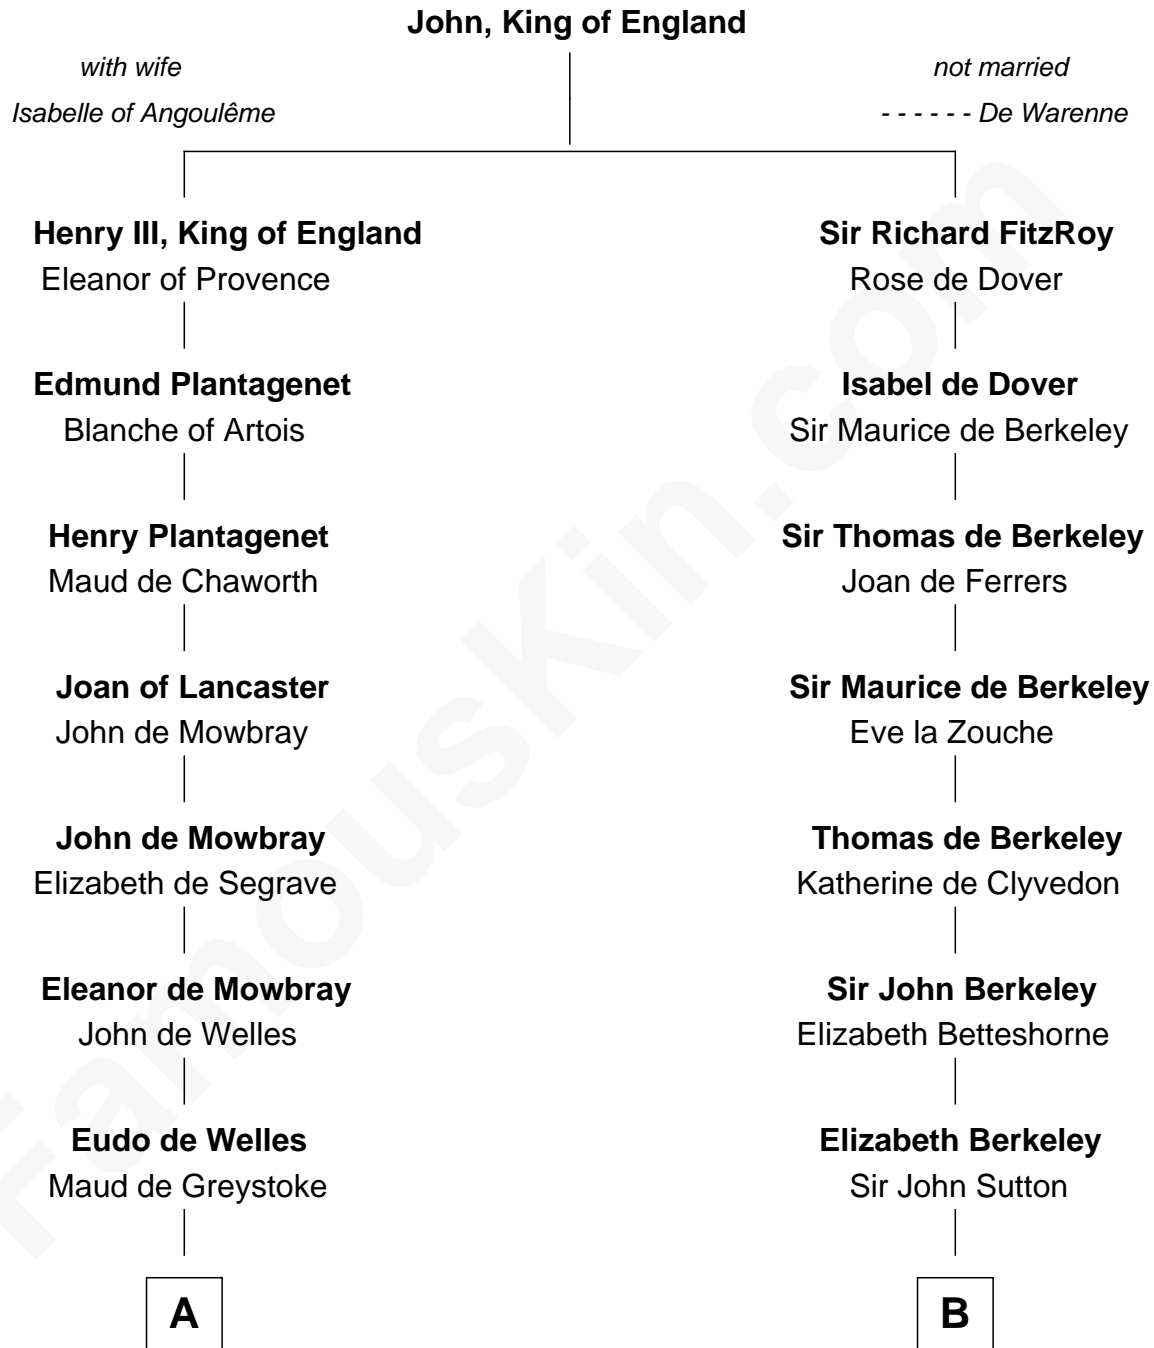 John, King of England
with wife
Isabelle of Angoulême
not married
- - - - - - De Warenne
Henry III, King of England
Eleanor of Provence
Edmund Plantagenet
Blanche of Artois
Henry Plantagenet
Maud de Chaworth
Joan of Lancaster
John de Mowbray
John de Mowbray
Elizabeth de Segrave
Eleanor de Mowbray
John de Welles
Eudo de Welles
Maud de Greystoke
A
Sir Richard FitzRoy
Rose de Dover
Isabel de Dover
Sir Maurice de Berkeley
Sir Thomas de Berkeley
Joan de Ferrers
Sir Maurice de Berkeley
Eve la Zouche
Thomas de Berkeley
Katherine de Clyvedon
Sir John Berkeley
Elizabeth Betteshorne
Elizabeth Berkeley
Sir John Sutton
B
FamousKin.com